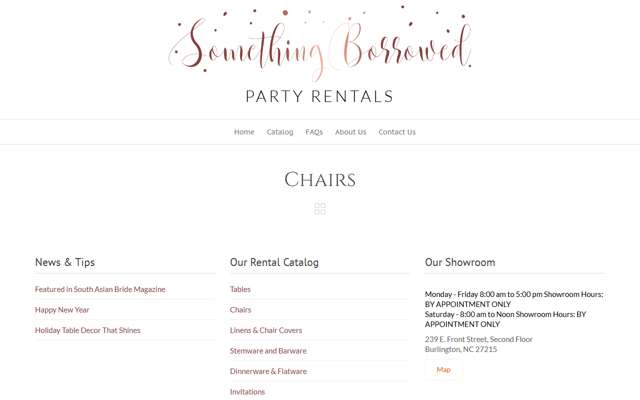 Something Borrowed
PARTY RENTALS
Home Catalog FAQs About Us Contact Us
Chairs
News & Tips
Featured in South Asian Bride Magazine
Happy New Year
Holiday Table Decor That Shines
Our Rental Catalog
Tables
Chairs
Linens & Chair Covers
Stemware and Barware
Dinnerware & Flatware
Invitations
Our Showroom
Monday - Friday 8:00 am to 5:00 pm Showroom Hours:
BY APPOINTMENT ONLY
Saturday - 8:00 am to Noon Showroom Hours: BY
APPOINTMENT ONLY
239 E. Front Street, Second Floor
Burlington, NC 27215
Map